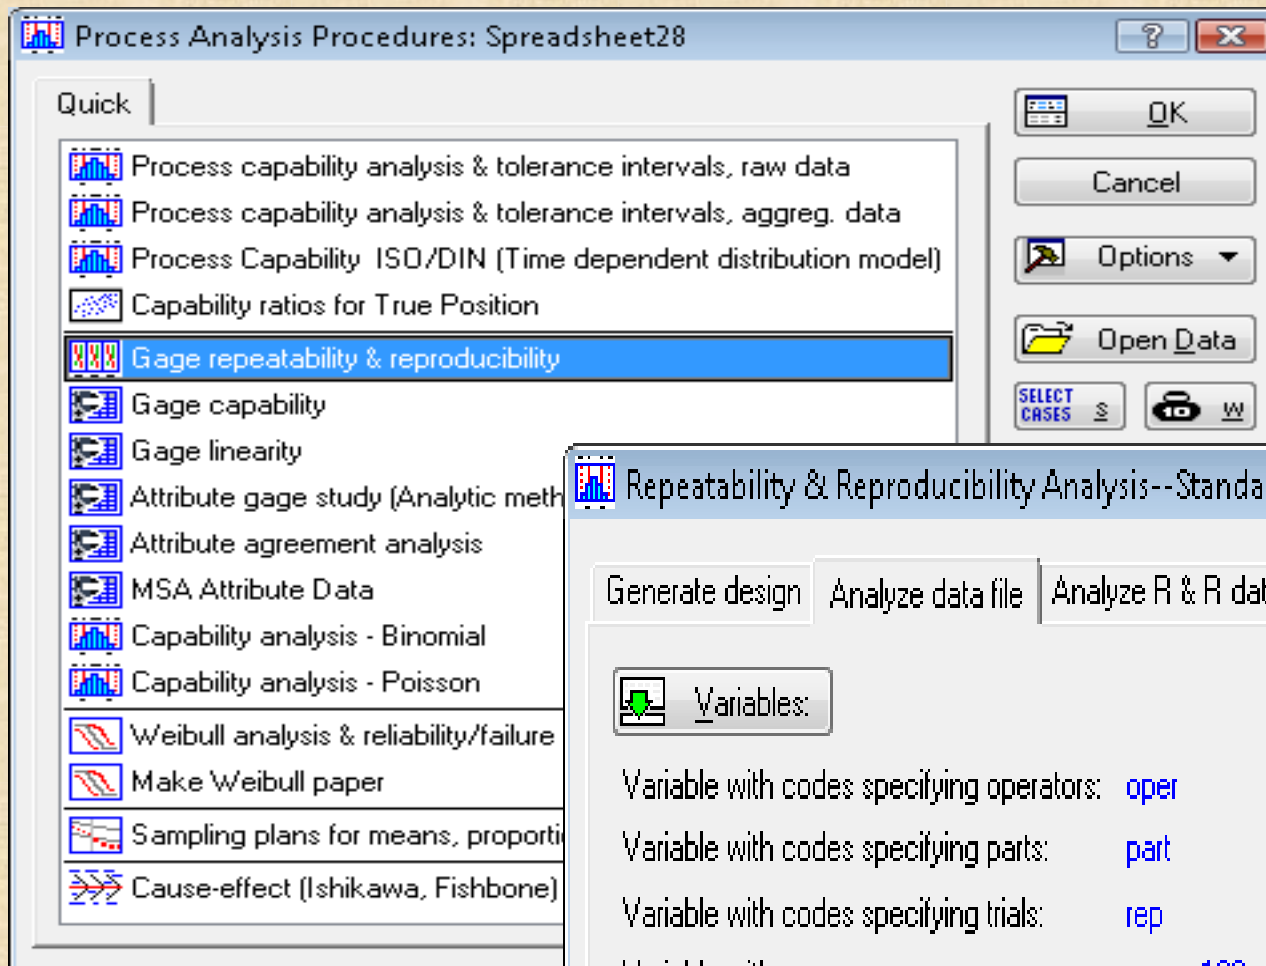 Process Analysis Procedures: Spreadsheet28
Quick
Process capability analysis & tolerance intervals, raw data
Process capability analysis & tolerance intervals, aggreg. data
Process Capability ISO/DIN (Time dependent distribution model)
Capability ratios for True Position
Gage repeatability & reproducibility
Gage capability
Gage linearity
Attribute gage study (Analytic meth
Attribute agreement analysis
MSA Attribute Data
Capability analysis - Binomial
Capability analysis - Poisson
Weibull analysis & reliability/failure
Make Weibull paper
Sampling plans for means, proporti
Cause-effect (Ishikawa, Fishbone)
OK
Cancel
Options
Open Data
SELECT
CASES S
W
Repeatability & Reproducibility Analysis--Standa
Generate design
Analyze data file
Analyze R & R dat
Variables:
Variable with codes specifying operators: oper
Variable with codes specifying parts: part
Variable with codes specifying trials: rep